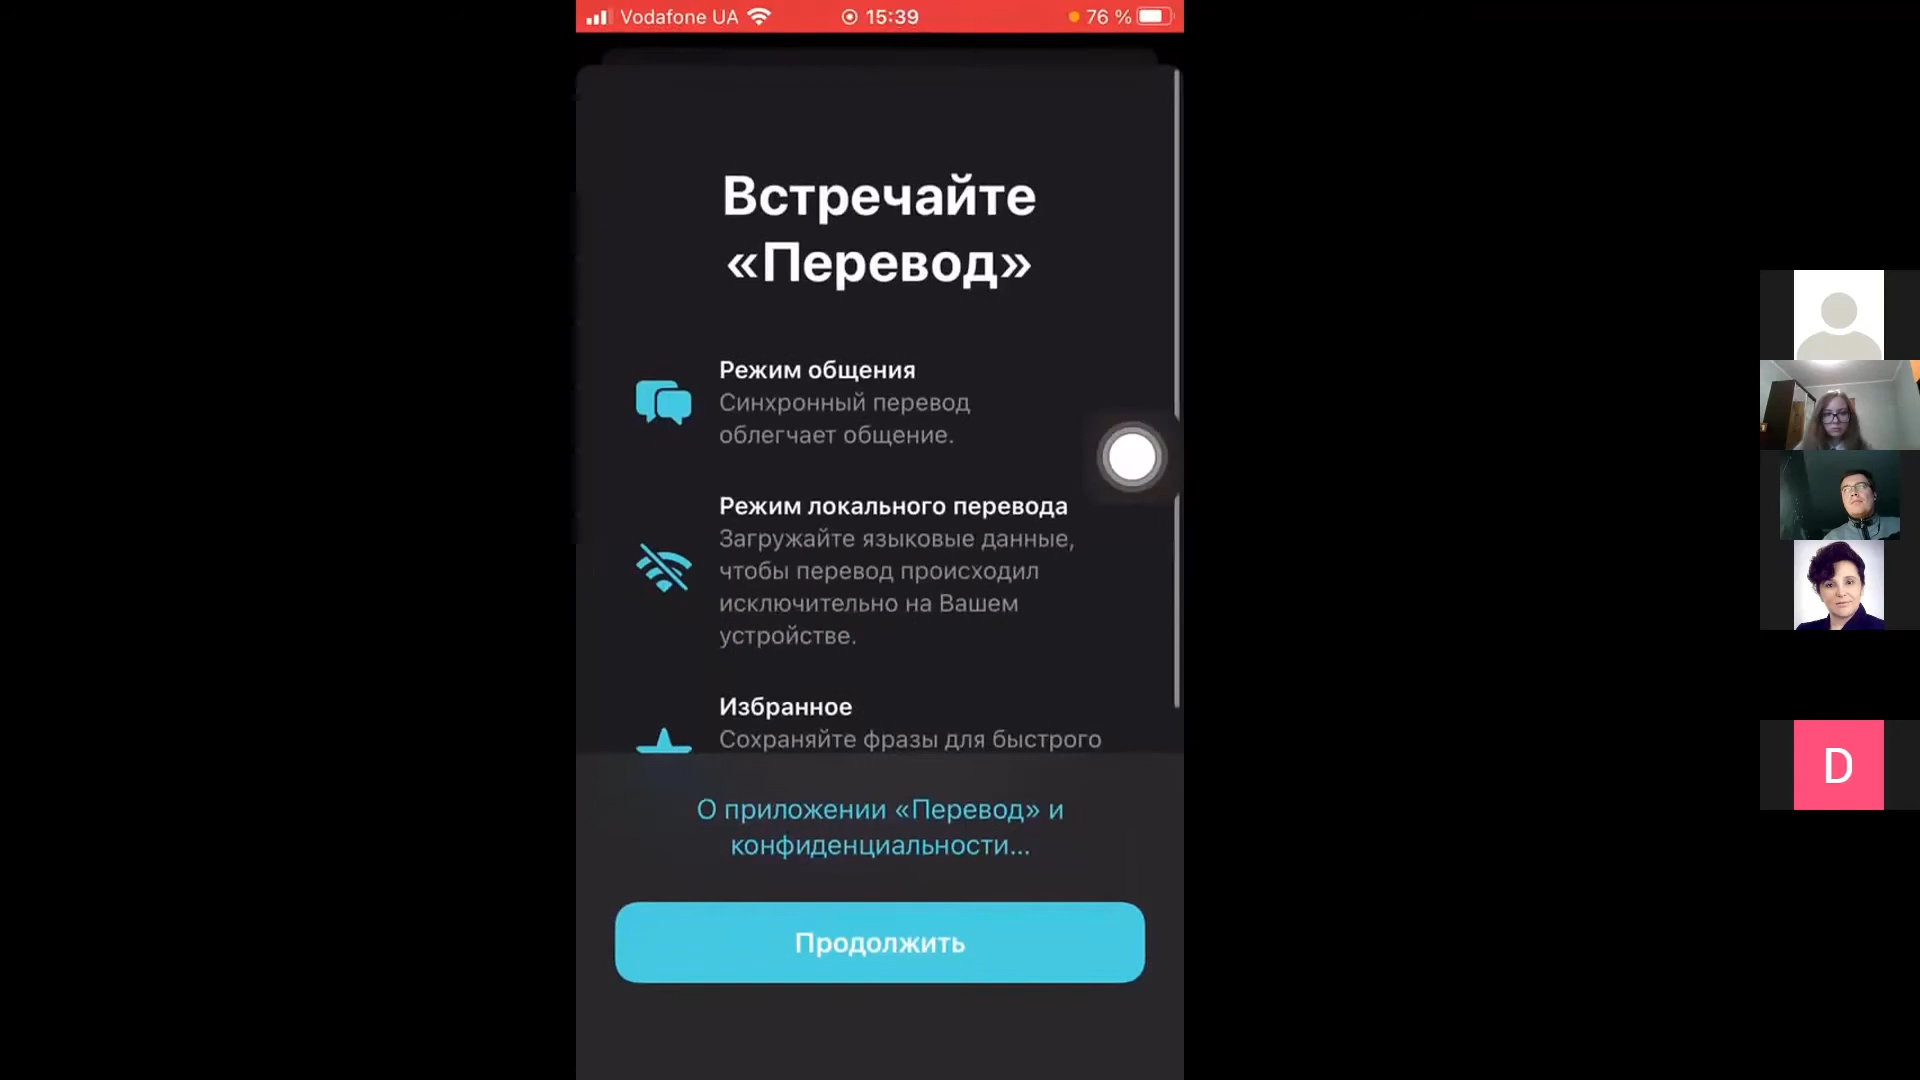 Vodafone UA
15:39
76 %
Встречайте
«Перевод»
Режим общения
Синхронный перевод
облегчает общение.
Режим локального перевода
Загружайте языковые данные,
чтобы перевод происходил
исключительно на Вашем
устройстве.
Избранное
Сохраняйте фразы для быстрого
О приложении «Перевод» и
конфиденциальности...
Продолжить
D